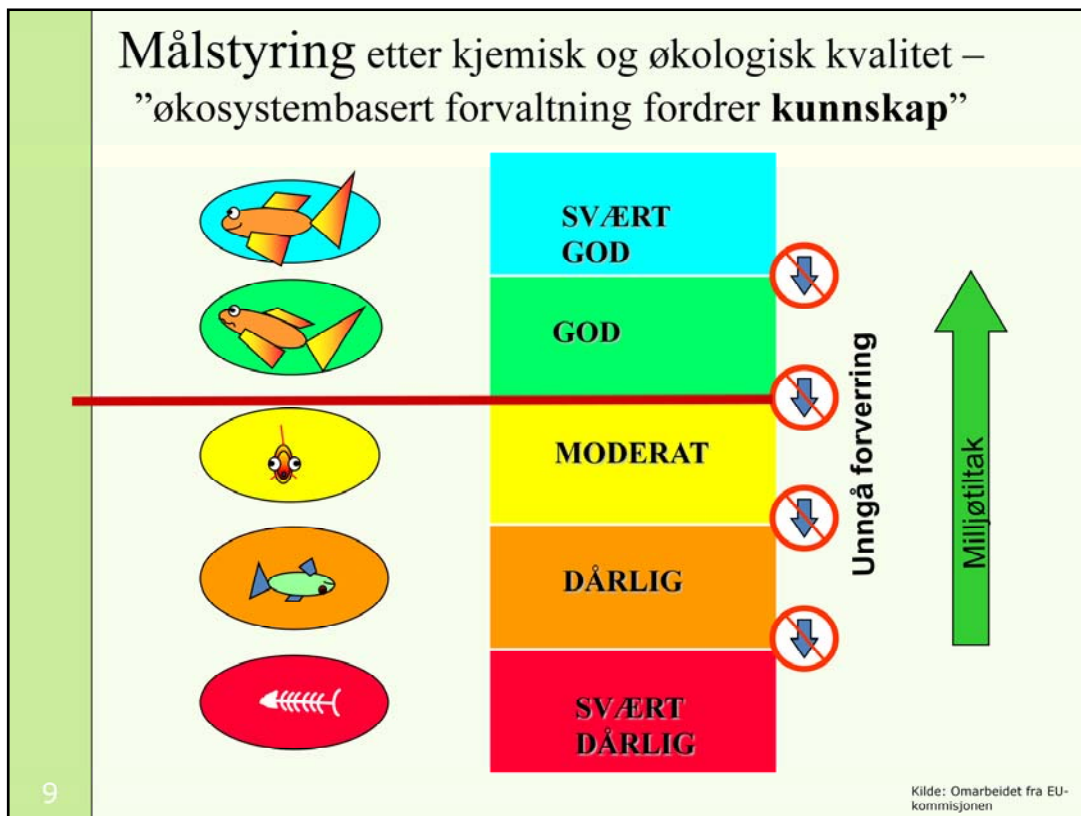 Målstyring etter kjemisk og økologisk kvalitet –
”økosystembasert forvaltning fordrer kunnskap”
SVÆRT
GOD
GOD
MODERAT
DÅRLIG
SVÆRT
DÅRLIG
Unngå forverring
Milljøtiltak
9
Kilde: Omarbeidet fra EU-
kommisjonen